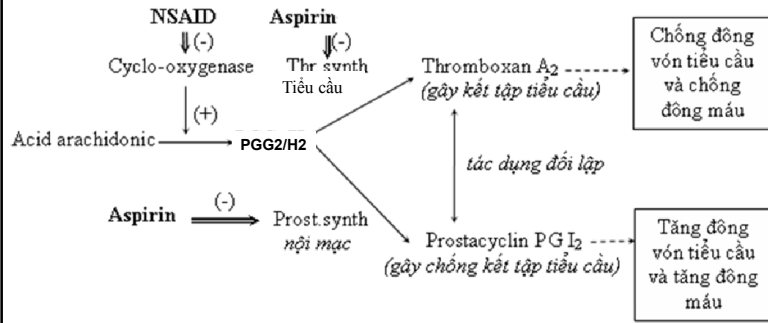 NSAID
Aspirin
(-)
(-)
Cyclo-oxygenase
Thr.synth
Tiểu cầu
Thromboxan A₂
(gây kết tập tiểu cầu)
Chống đông
vón tiểu cầu
và chống
đông máu
(+)
Acid arachidonic
PGG2/H2
tác dụng đối lập
Aspirin
(-)
Prost.synth
nội mạc
Prostacyclin PG I₂
(gây chống kết tập tiểu cầu)
Tăng đông
vón tiểu cầu
và tăng đông
máu